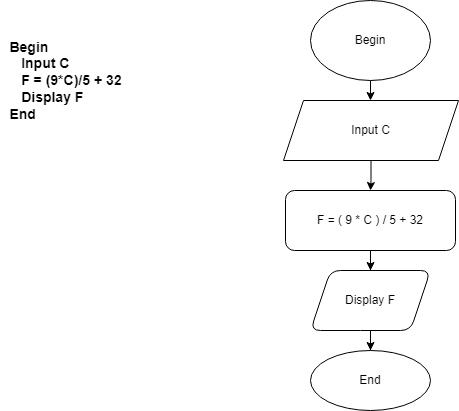 Begin
Input C
F = (9*C)/5 + 32
Display F
End
Begin
Input C
F = ( 9 * C ) / 5 + 32
Display F
End